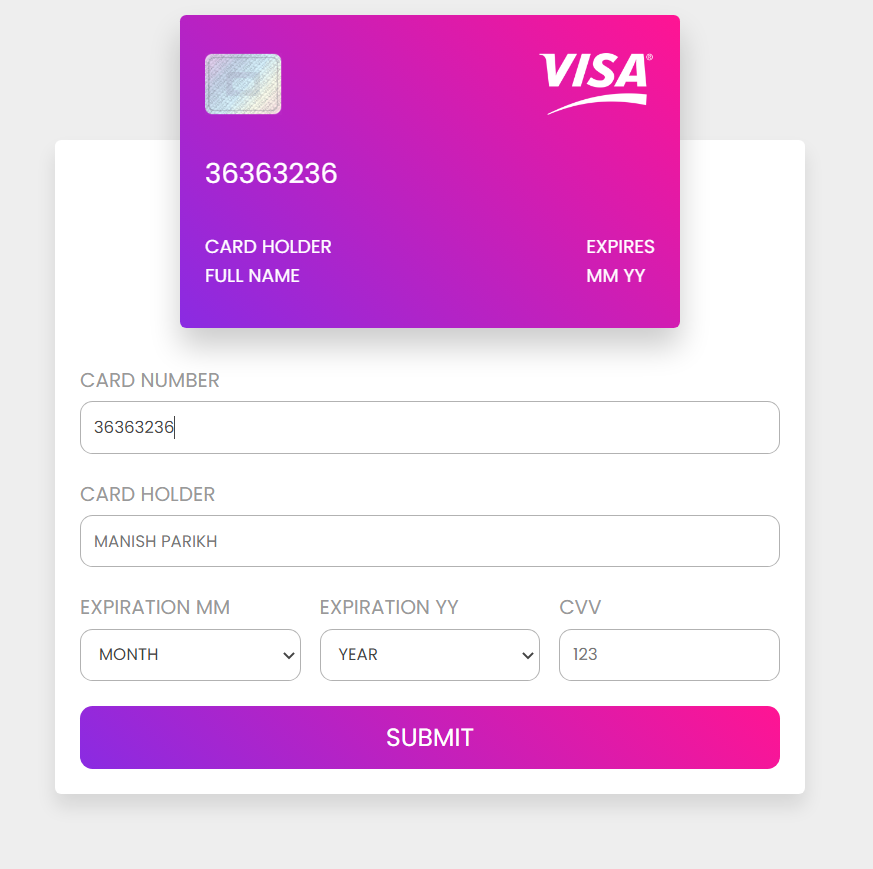 VISA®
36363236
CARD HOLDER EXPIRES
FULL NAME MM YY
CARD NUMBER
36363236
CARD HOLDER
MANISH PARIKH
EXPIRATION MM EXPIRATION YY CVV
MONTH YEAR 123
SUBMIT